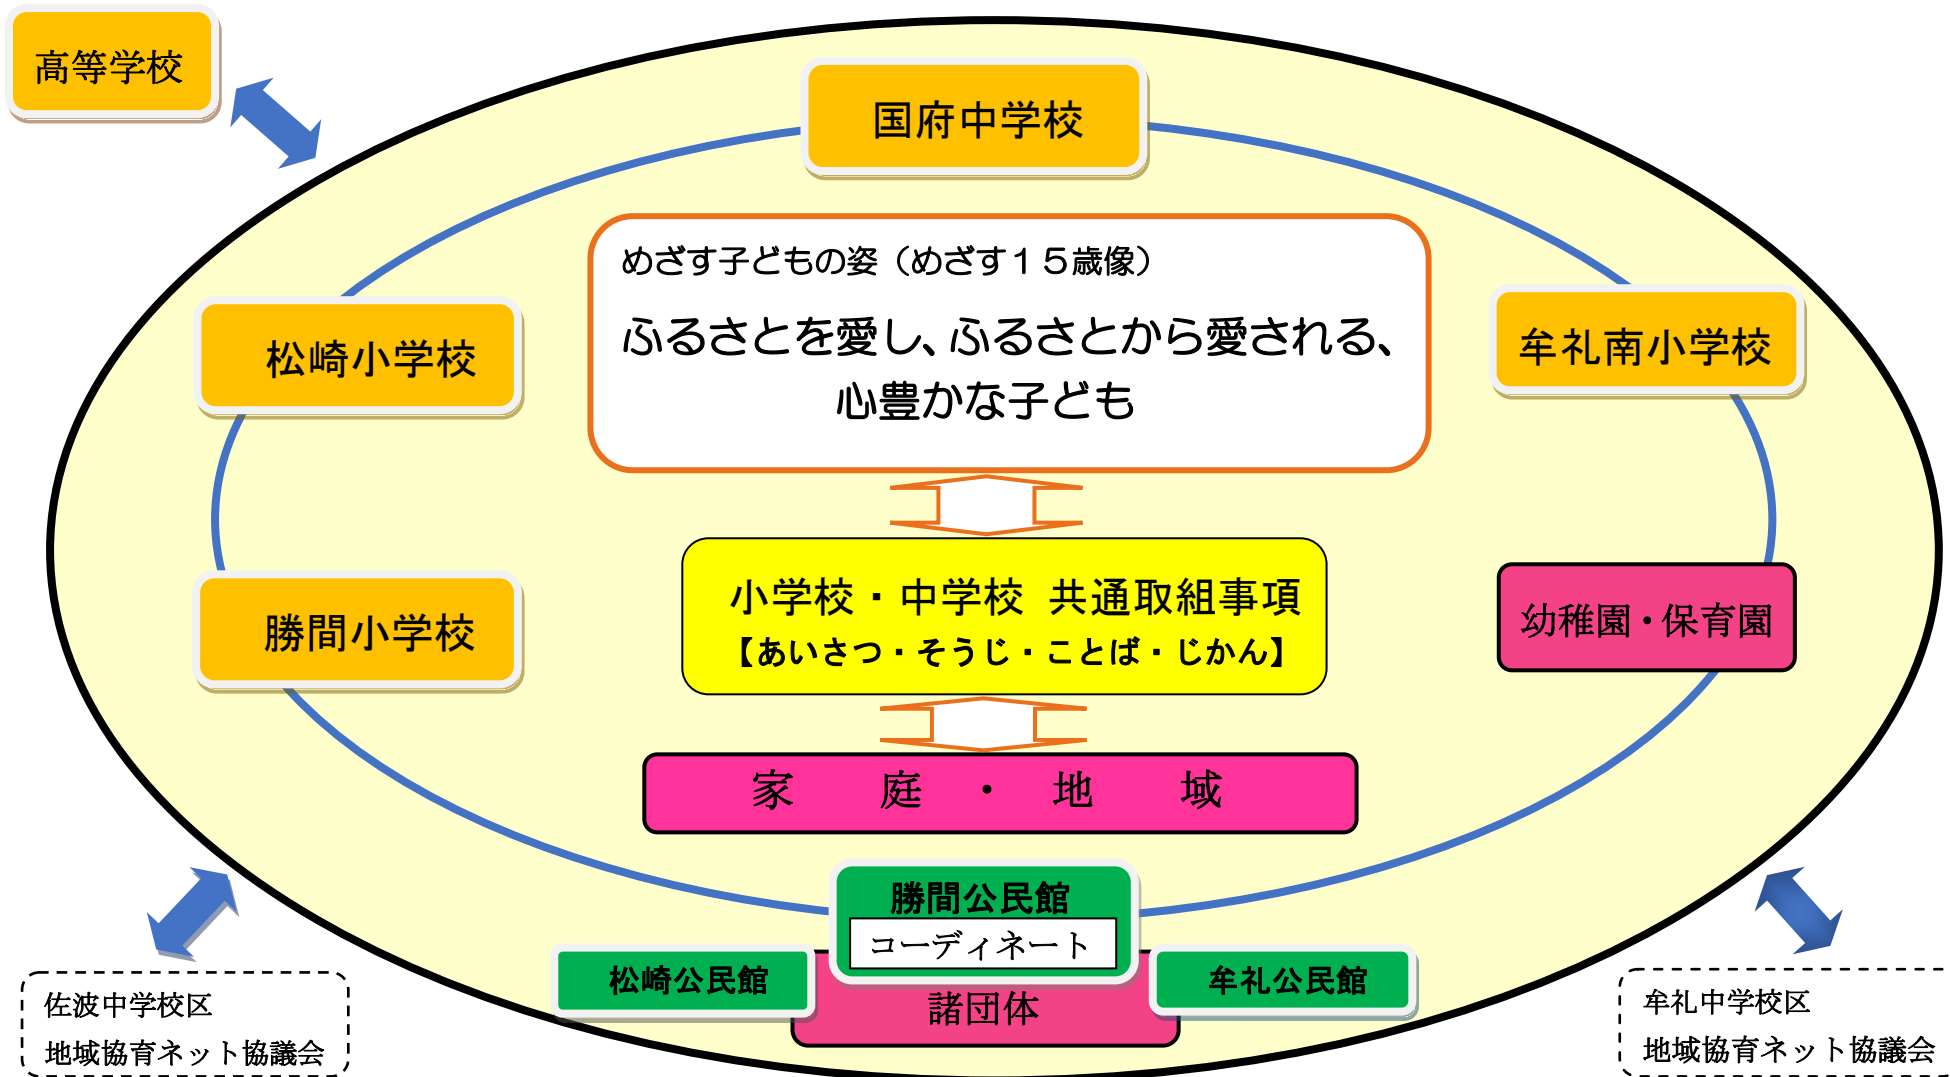 高等学校
国府中学校
めざす子どもの姿（めざす１５歳像）
ふるさとを愛し、ふるさとから愛される、
心豊かな子ども
松崎小学校
牟礼南小学校
小学校・中学校 共通取組事項
【あいさつ・そうじ・ことば・じかん】
勝間小学校
幼稚園・保育園
家　庭　・　地　域
勝間公民館
コーディネート
松崎公民館
牟礼公民館
諸団体
佐波中学校区
地域協育ネット協議会
牟礼中学校区
地域協育ネット協議会